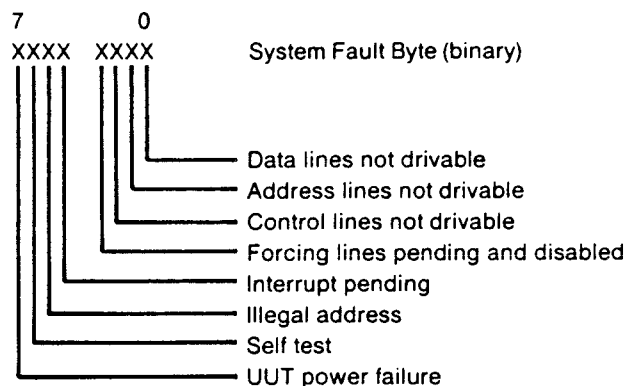 7 0
XXXX XXXX System Fault Byte (binary)
Data lines not drivable
Address lines not drivable
Control lines not drivable
Forcing lines pending and disabled
Interrupt pending
Illegal address
Self test
UUT power failure